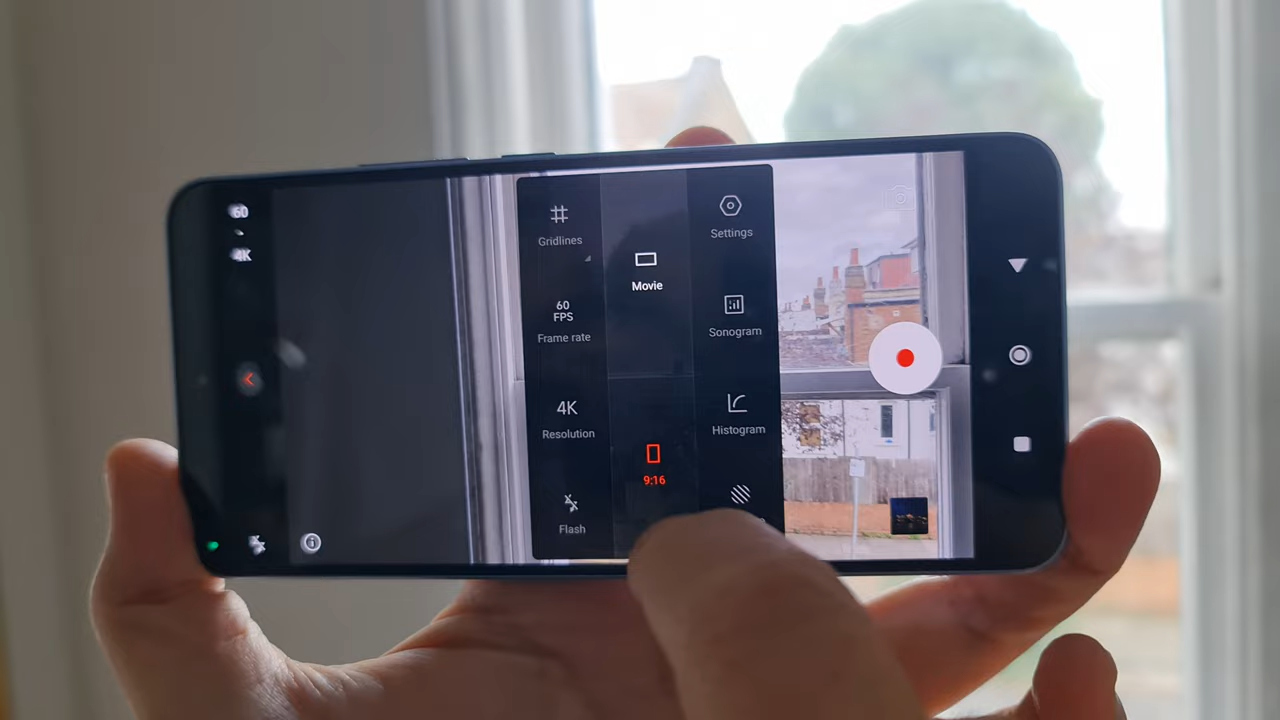 60
4K
Gridlines
60
FPS
Frame rate
4K
Resolution
Flash
Movie
9:16
Settings
Sonogram
Histogram